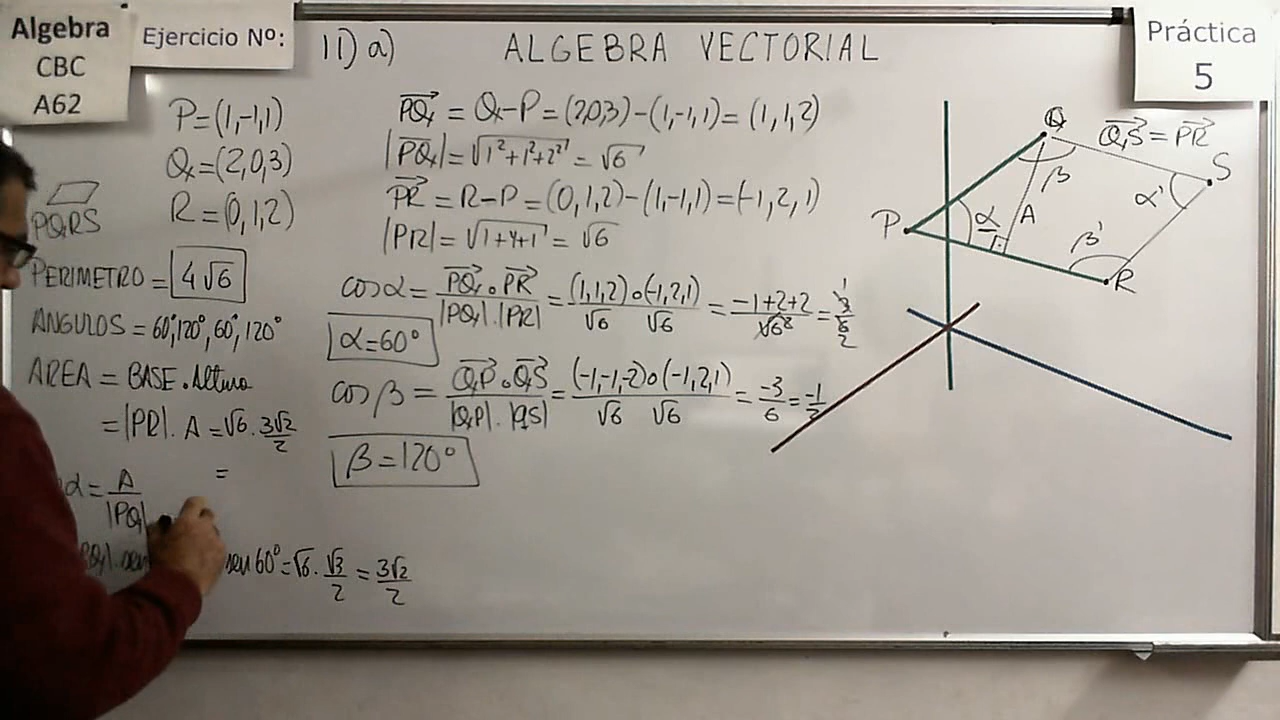 Algebra
CBC
A62
Ejercicio Nº:
11) a)
ALGEBRA VECTORIAL
Práctica
5
P=(1,-1,1)
Q=(2,0,3)
R=(0,1,2)
PQRS
PERIMETRO = 4√6
ANGULOS = 60°,120°,60°,120°
AREA = BASE . Altura
= |PR| . A = √6 . 3√2/2
=
α = A/|PQ|
sen 60° = √6 . √3/2 = 3√2/2
PQ = Q-P = (2,0,3)-(1,-1,1) = (1,1,2)
|PQ| = √1²+1²+2² = √6
PR = R-P = (0,1,2)-(1,-1,1) = (-1,2,1)
|PR| = √1+4+1 = √6
cos α = PQ∘PR/|PQ|.|PR| = (1,1,2)∘(-1,2,1)/√6 √6 = -1+2+2/√6² = 3/6 1/2
α=60°
cos β = QP∘QS/|QP|.|QS| = (-1,-1,-2)∘(-1,2,1)/√6 √6 = -3/6 = -1/2
β=120°
Q
QS=PR
S
β
α'
P
α
A
β'
R